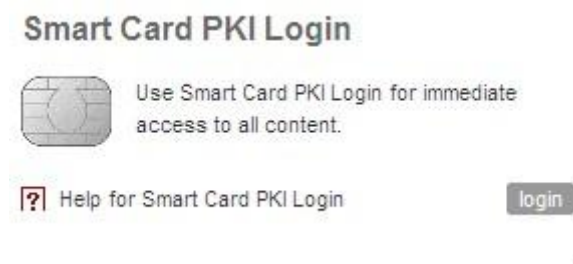 Smart Card PKI Login
Use Smart Card PKI Login for immediate
access to all content.
? Help for Smart Card PKI Login
login